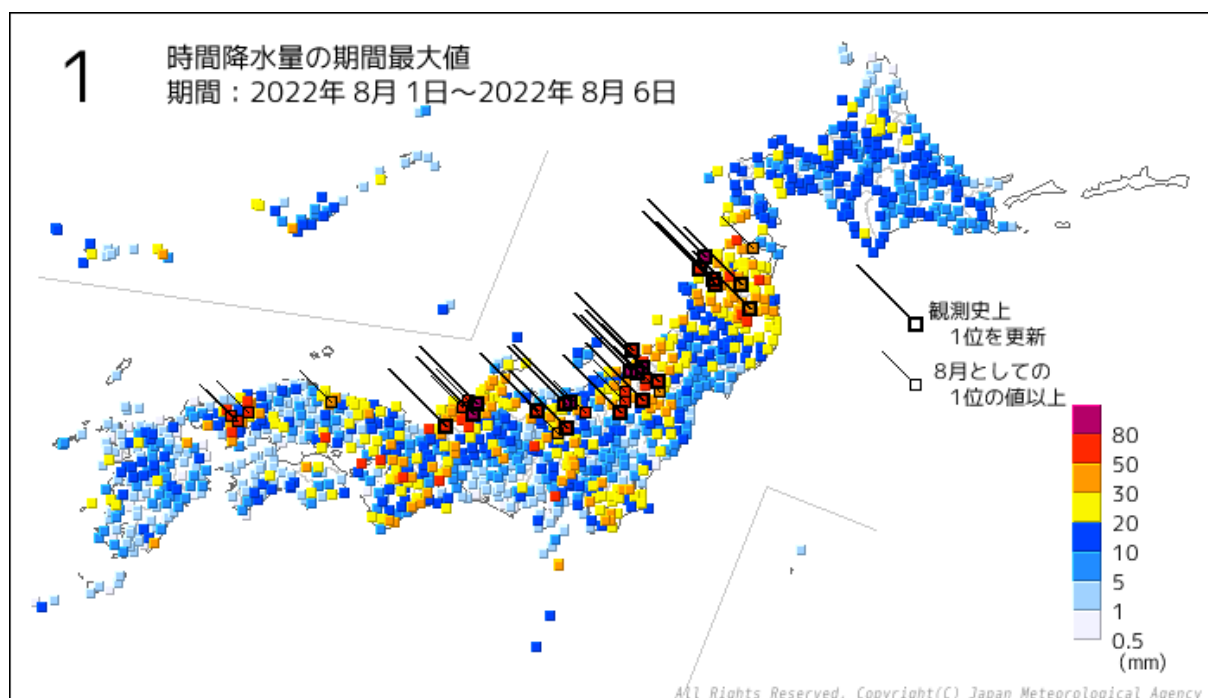 1
時間降水量の期間最大値
期間：2022年 8月 1日～2022年 8月 6日
観測史上
1位を更新
8月としての
1位の値以上
80
50
30
20
10
5
1
0.5
(mm)
All Rights Reserved. Copyright(C) Japan Meteorological Agency